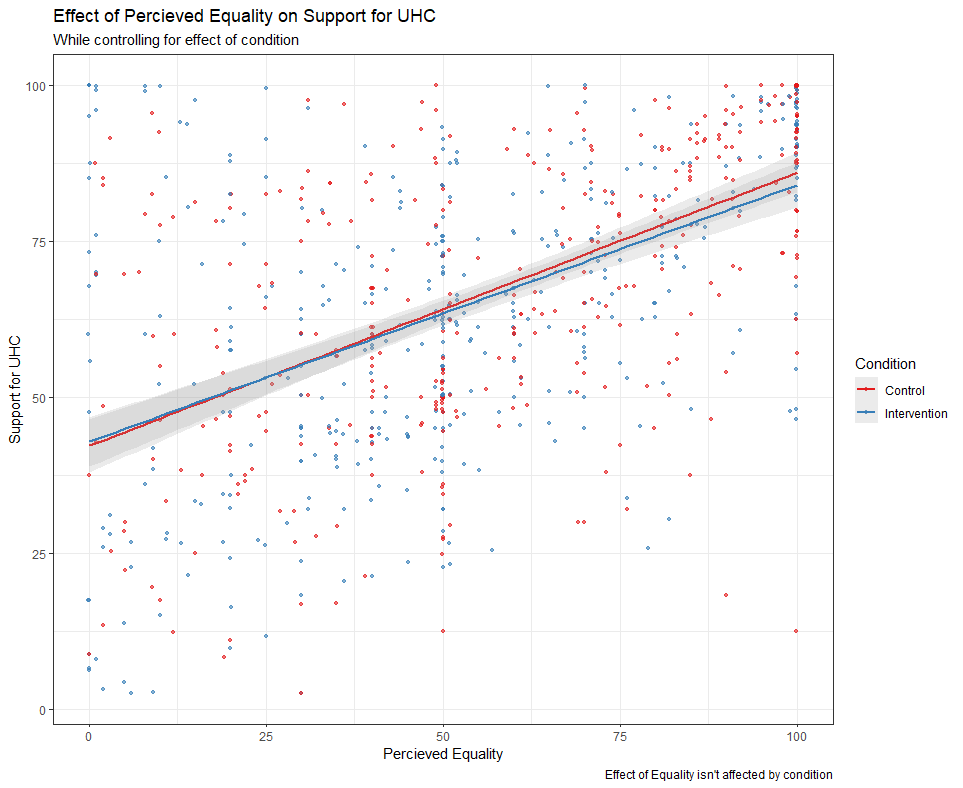 Effect of Percieved Equality on Support for UHC
While controlling for effect of condition
100
75
50
25
0
Support for UHC
0 25 50 75 100
Percieved Equality
Condition
Control
Intervention
Effect of Equality isn't affected by condition